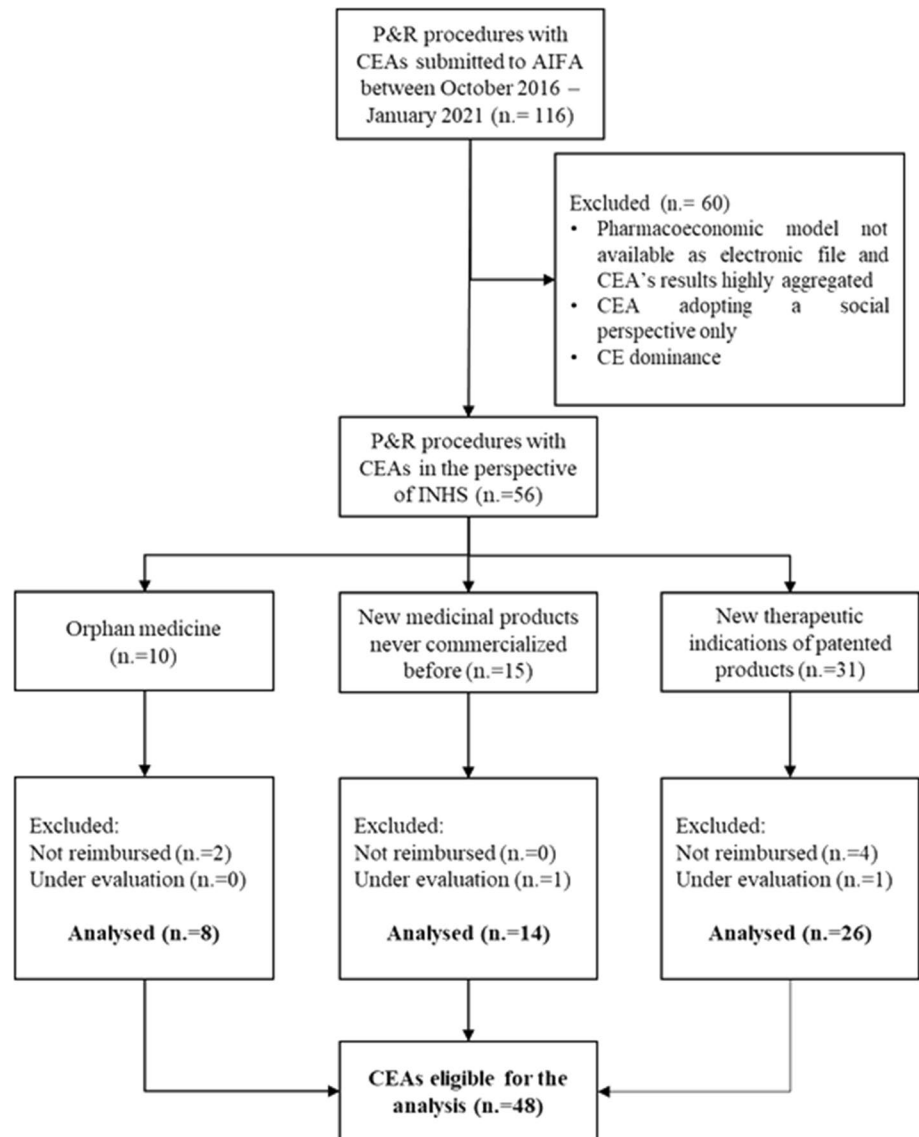 P&R procedures with
CEAs submitted to AIFA
between October 2016 –
January 2021 (n.= 116)
Excluded (n.= 60)
• Pharmacoeconomic model not
available as electronic file and
CEA's results highly aggregated
• CEA adopting a social
perspective only
• CE dominance
P&R procedures with
CEAs in the perspective
of INHS (n.=56)
Orphan medicine
(n.=10)
New medicinal products
never commercialized
before (n.=15)
New therapeutic
indications of patented
products (n.=31)
Excluded:
Not reimbursed (n.=2)
Under evaluation (n.=0)
Analysed (n.=8)
Excluded:
Not reimbursed (n.=0)
Under evaluation (n.=1)
Analysed (n.=14)
Excluded:
Not reimbursed (n.=4)
Under evaluation (n.=1)
Analysed (n.=26)
CEAs eligible for the
analysis (n.=48)